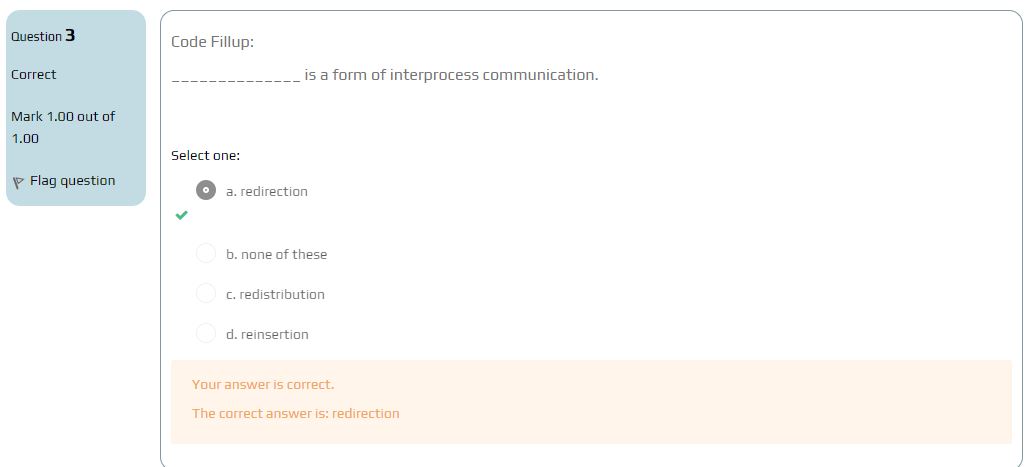 Question 3
Correct
Mark 1.00 out of
1.00
Flag question
Code Fillup:
______________ is a form of interprocess communication.
Select one:
a. redirection
b. none of these
c. redistribution
d. reinsertion
Your answer is correct.
The correct answer is: redirection